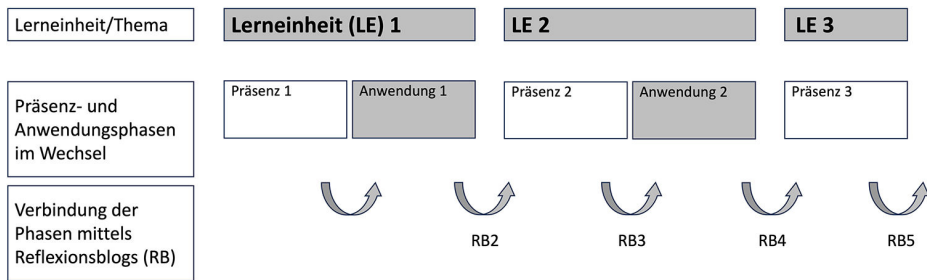 Lerneinheit/Thema
Lerneinheit (LE) 1
LE 2
LE 3
Präsenz- und
Anwendungsphasen
im Wechsel
Präsenz 1
Anwendung 1
Präsenz 2
Anwendung 2
Präsenz 3
Verbindung der
Phasen mittels
Reflexionsblogs (RB)
RB2
RB3
RB4
RB5